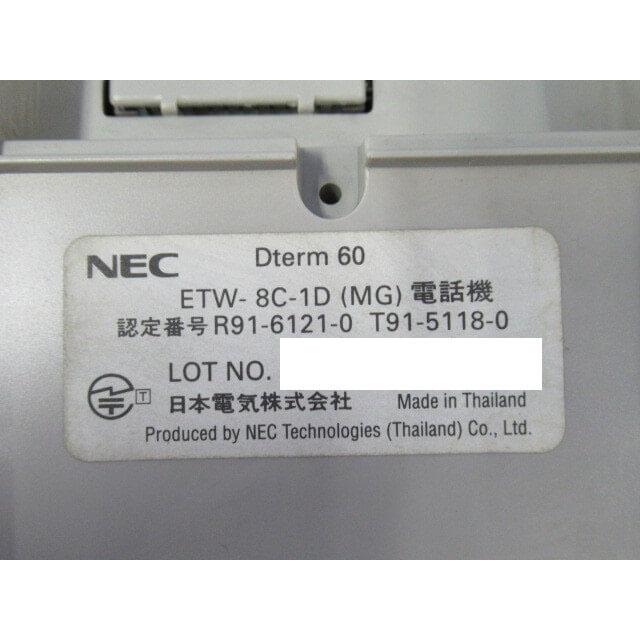 NEC Dterm 60
ETW- 8C-1D (MG) 電話機
認定番号 R91-6121-0 T91-5118-0
LOT NO.
T
日本電気株式会社 Made in Thailand
Produced by NEC Technologies (Thailand) Co., Ltd.